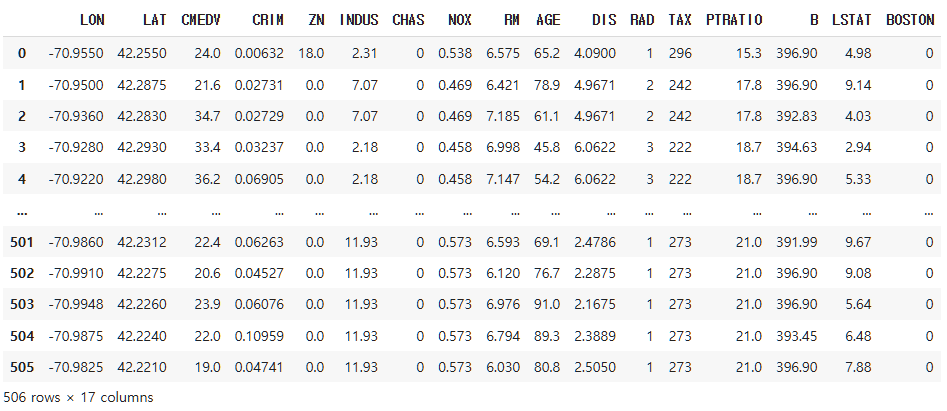 LON LAT CMEDV CRIM ZN INDUS CHAS NOX RM AGE DIS RAD TAX PTRATIO B LSTAT BOSTON
0 -70.9550 42.2550 24.0 0.00632 18.0 2.31 0 0.538 6.575 65.2 4.0900 1 296 15.3 396.90 4.98 0
1 -70.9500 42.2875 21.6 0.02731 0.0 7.07 0 0.469 6.421 78.9 4.9671 2 242 17.8 396.90 9.14 0
2 -70.9360 42.2830 34.7 0.02729 0.0 7.07 0 0.469 7.185 61.1 4.9671 2 242 17.8 392.83 4.03 0
3 -70.9280 42.2930 33.4 0.03237 0.0 2.18 0 0.458 6.998 45.8 6.0622 3 222 18.7 394.63 2.94 0
4 -70.9220 42.2980 36.2 0.06905 0.0 2.18 0 0.458 7.147 54.2 6.0622 3 222 18.7 396.90 5.33 0
... ... ... ... ... ... ... ... ... ... ... ... ... ... ... ... ... ...
501 -70.9860 42.2312 22.4 0.06263 0.0 11.93 0 0.573 6.593 69.1 2.4786 1 273 21.0 391.99 9.67 0
502 -70.9910 42.2275 20.6 0.04527 0.0 11.93 0 0.573 6.120 76.7 2.2875 1 273 21.0 396.90 9.08 0
503 -70.9948 42.2260 23.9 0.06076 0.0 11.93 0 0.573 6.976 91.0 2.1675 1 273 21.0 396.90 5.64 0
504 -70.9875 42.2240 22.0 0.10959 0.0 11.93 0 0.573 6.794 89.3 2.3889 1 273 21.0 393.45 6.48 0
505 -70.9825 42.2210 19.0 0.04741 0.0 11.93 0 0.573 6.030 80.8 2.5050 1 273 21.0 396.90 7.88 0
506 rows × 17 columns